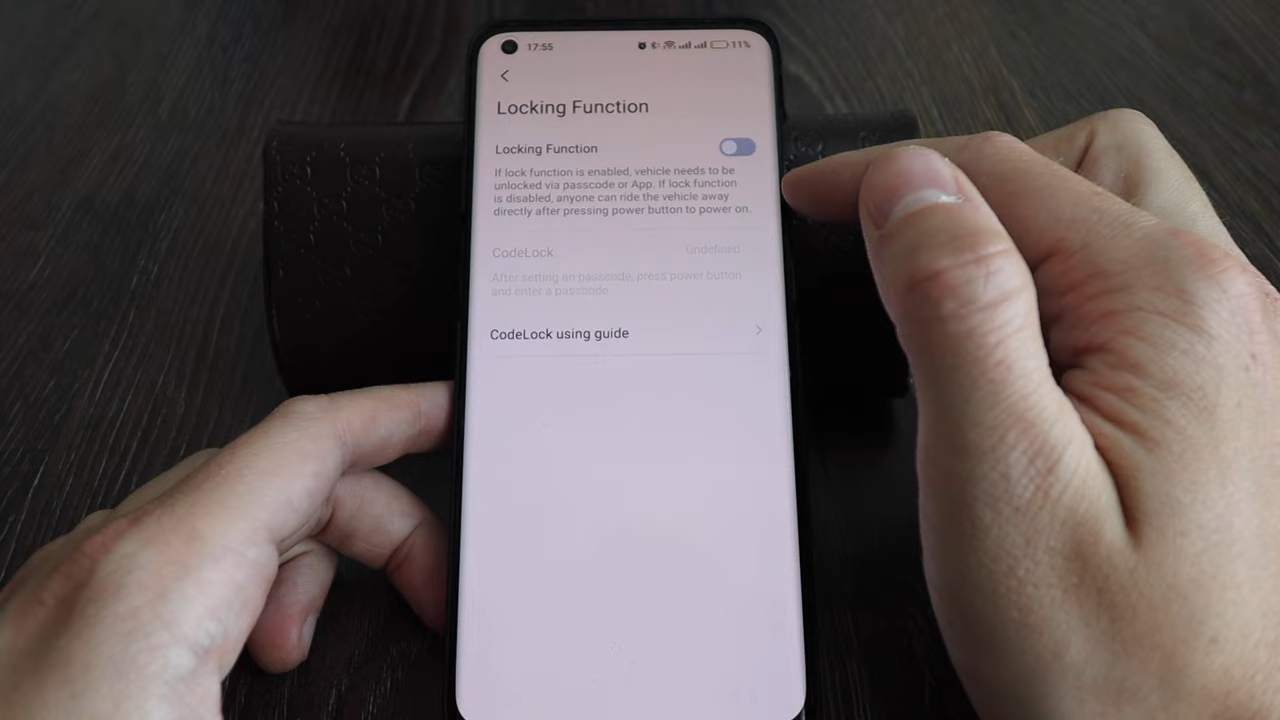 17:55
11%
Locking Function
Locking Function
If lock function is enabled, vehicle needs to be
unlocked via passcode or App. If lock function
is disabled, anyone can ride the vehicle away
directly after pressing power button to power on.
CodeLock
Undefined
After setting an passcode, press power button
and enter a passcode
CodeLock using guide